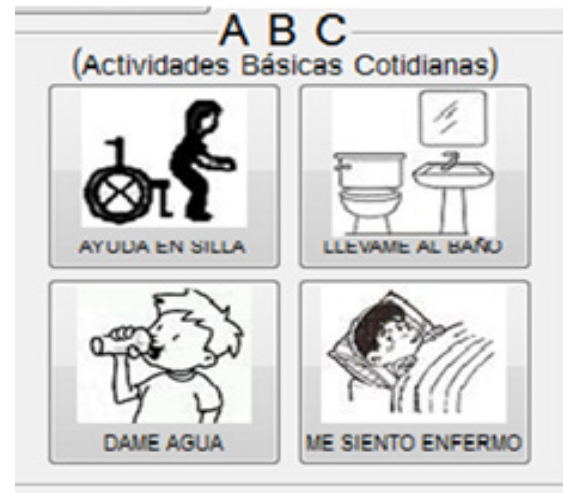 A B C
(Actividades Básicas Cotidianas)
AYUDA EN SILLA
LLEVAME AL BAÑO
DAME AGUA
ME SIENTO ENFERMO